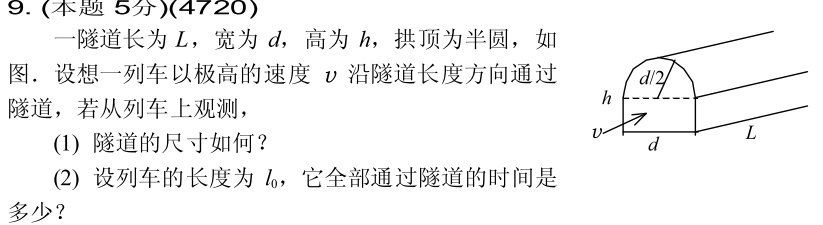 9. (本题 5分)(4720)
一隧道长为 L，宽为 d，高为 h，拱顶为半圆，如
图．设想一列车以极高的速度 v 沿隧道长度方向通过
隧道，若从列车上观测，
(1) 隧道的尺寸如何？
(2) 设列车的长度为 l₀，它全部通过隧道的时间是
多少？
d/2
h
v
d
L